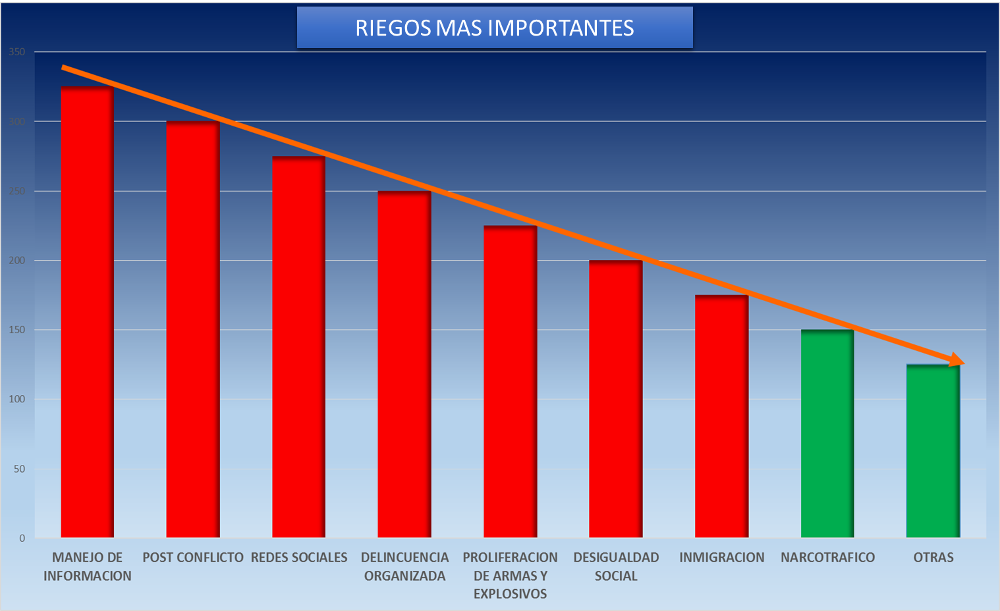 RIEGOS MAS IMPORTANTES
350
300
250
200
150
100
50
0
MANEJO DE
INFORMACION
POST CONFLICTO
REDES SOCIALES
DELINCUENCIA
ORGANIZADA
PROLIFERACION
DE ARMAS Y
EXPLOSIVOS
DESIGUALDAD
SOCIAL
INMIGRACION
NARCOTRAFICO
OTRAS